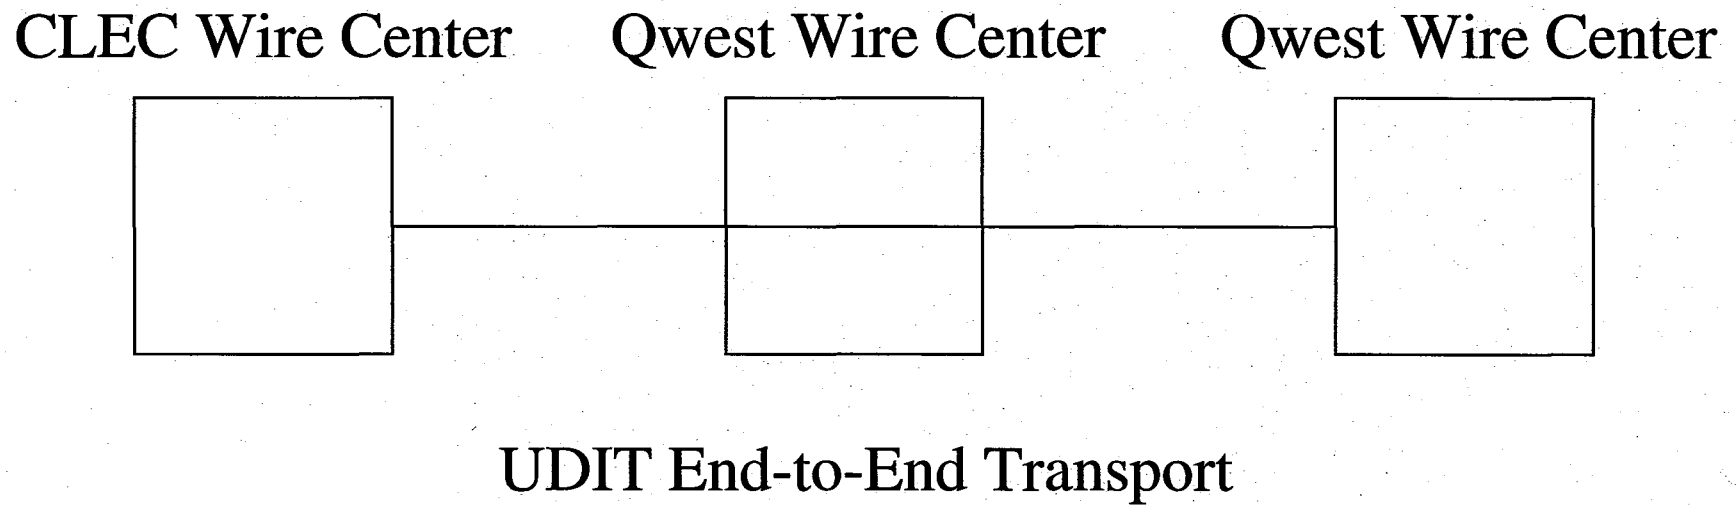 CLEC Wire Center Qwest Wire Center Qwest Wire Center
UDIT End-to-End Transport